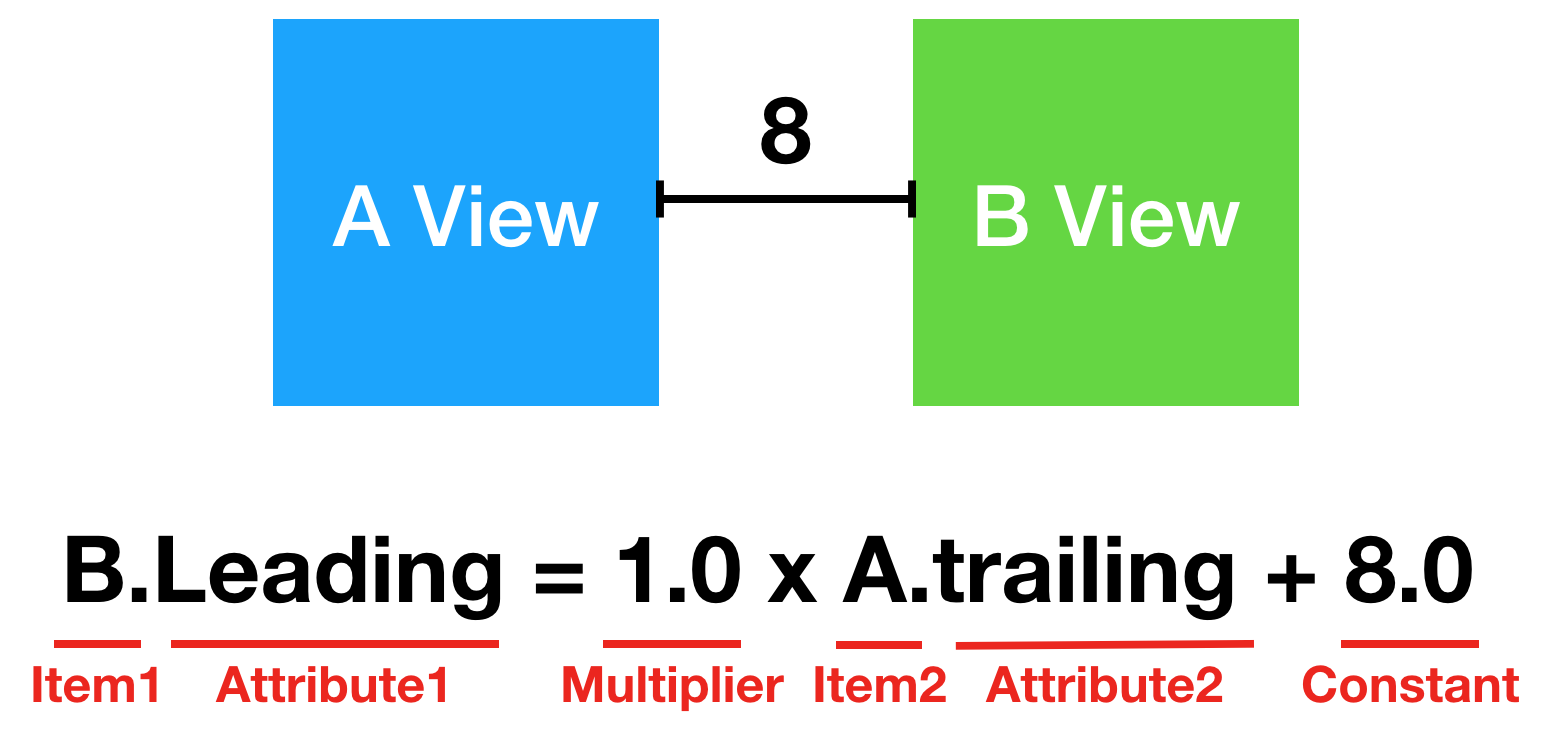 8
A View
B View
B.Leading = 1.0 x A.trailing + 8.0
Item1 Attribute1 Multiplier Item2 Attribute2 Constant